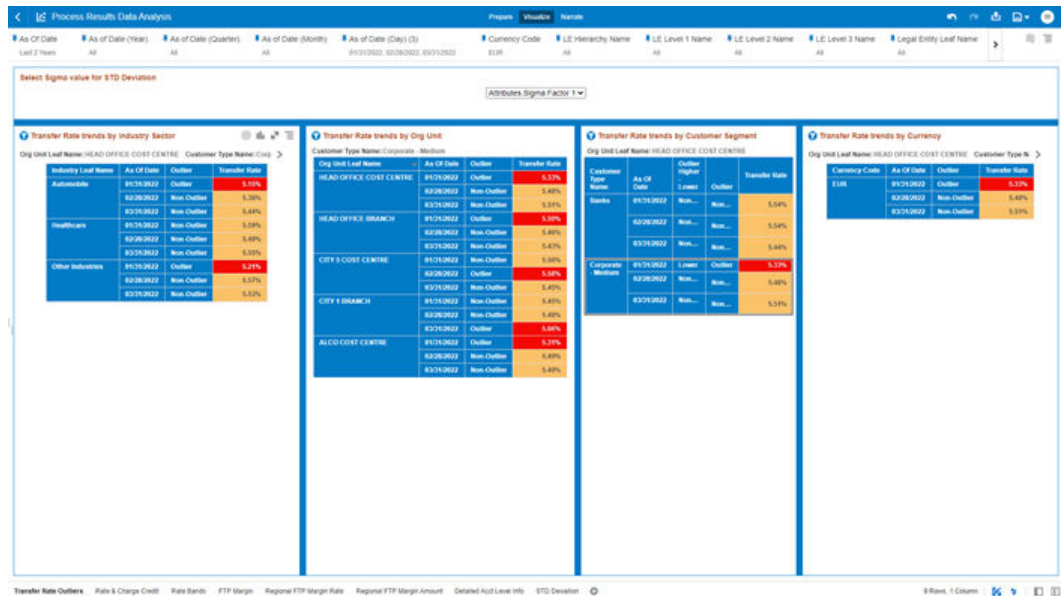 Process Results Data Analysis
Prepare Visualize Narrate
As Of Date As of Date (Year) As of Date (Quarter) As of Date (Month) As of Date (Day) (3) Currency Code LE Hierarchy Name LE Level 1 Name LE Level 2 Name LE Level 3 Name Legal Entity Leaf Name
Last 2 Years All All All 01/31/2022, 02/28/2022, 03/31/2022 EUR All All All All All
Select Sigma value for STD Deviation
Attributes.Sigma Factor 1
Transfer Rate trends by Industry Sector
Org Unit Leaf Name: HEAD OFFICE COST CENTRE Customer Type Name: Corp
Industry Leaf Name As Of Date Outlier Transfer Rate
Automobile 01/31/2022 Outlier 5.15%
02/28/2022 Non-Outlier 5.38%
03/31/2022 Non-Outlier 5.44%
Healthcare 01/31/2022 Non-Outlier
02/28/2022 Non-Outlier
03/31/2022 Non-Outlier 5.55%
Other Industries 01/31/2022 Outlier 5.21%
02/28/2022 Non-Outlier 5.57%
03/31/2022 Non-Outlier
Transfer Rate trends by Org Unit
Customer Type Name: Corporate - Medium
Org Unit Leaf Name As Of Date Outlier Transfer Rate
HEAD OFFICE COST CENTRE 01/31/2022 Outlier 5.33%
02/28/2022 Non-Outlier 5.48%
03/31/2022 Non-Outlier 5.51%
HEAD OFFICE BRANCH 01/31/2022 Outlier
02/28/2022 Non-Outlier
03/31/2022 Non-Outlier 5.43%
CITY 5 COST CENTRE 01/31/2022 Non-Outlier
02/28/2022 Outlier 5.58%
03/31/2022 Non-Outlier 5.45%
CITY 1 BRANCH 01/31/2022 Non-Outlier 5.45%
02/28/2022 Non-Outlier 5.48%
03/31/2022 Outlier
ALCO COST CENTRE 01/31/2022 Outlier 5.31%
02/28/2022 Non-Outlier
03/31/2022 Non-Outlier
Transfer Rate trends by Customer Segment
Org Unit Leaf Name: HEAD OFFICE COST CENTRE
Customer Type Name As Of Date Outlier Higher - Lower Outlier Transfer Rate
Banks 01/31/2022 Non... Non... 5.54%
02/28/2022 Non... Non... 5.54%
03/31/2022 Non... Non... 5.44%
Corporate - Medium 01/31/2022 Lower Outlier 5.33%
02/28/2022 Non... Non... 5.48%
03/31/2022 Non... Non... 5.51%
Transfer Rate trends by Currency
Org Unit Leaf Name: HEAD OFFICE COST CENTRE Customer Type N
Currency Code As Of Date Outlier Transfer Rate
EUR 01/31/2022 Outlier 5.33%
02/28/2022 Non-Outlier 5.48%
03/31/2022 Non-Outlier 5.51%
Transfer Rate Outliers Rate & Charge Credit Rate Bands FTP Margin Regional FTP Margin Rate Regional FTP Margin Amount Detailed Acct Level Info STD Deviation
9 Rows, 1 Column